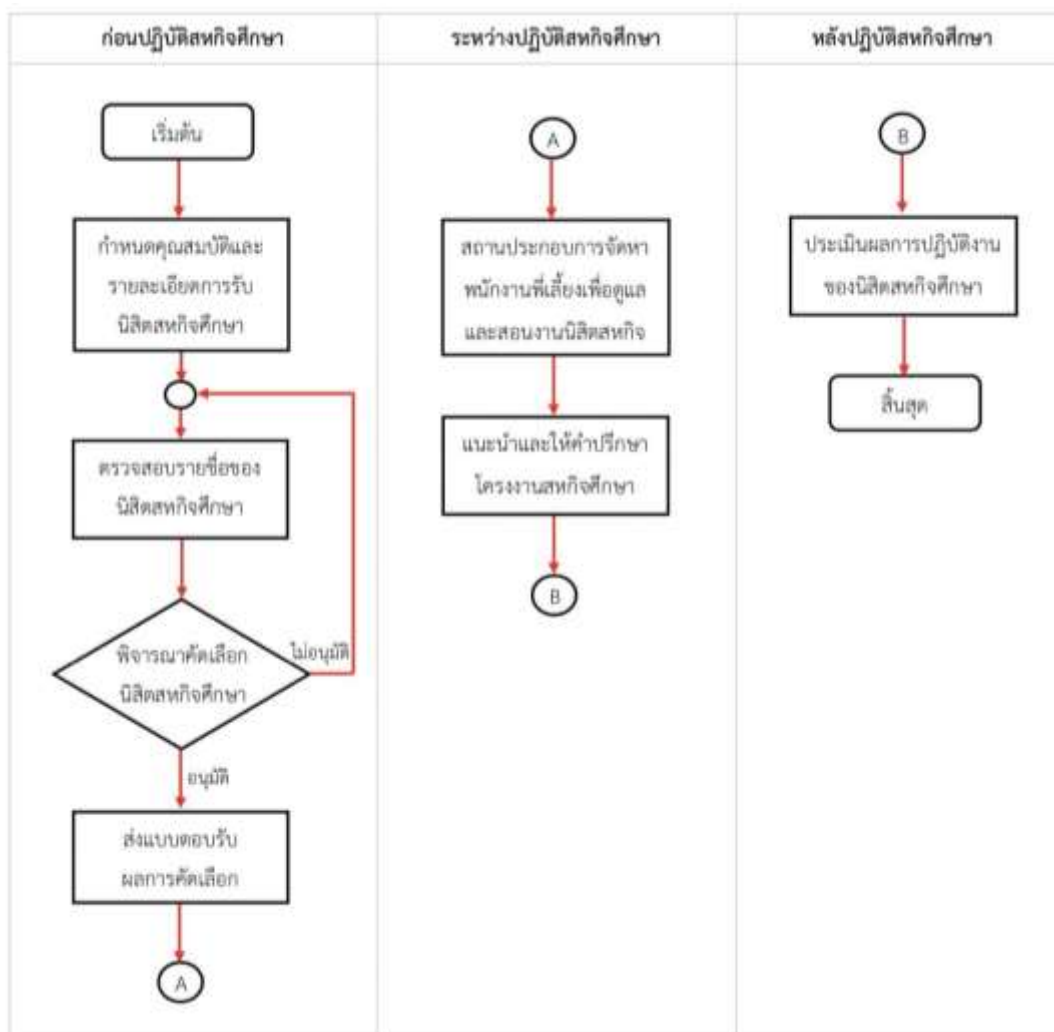 ก่อนปฏิบัติสหกิจศึกษา
เริ่มต้น
กำหนดคุณสมบัติและ
รายละเอียดการรับ
นิสิตสหกิจศึกษา
ตรวจสอบรายชื่อของ
นิสิตสหกิจศึกษา
พิจารณาคัดเลือก
นิสิตสหกิจศึกษา
ไม่อนุมัติ
อนุมัติ
ส่งแบบตอบรับ
ผลการคัดเลือก
A
ระหว่างปฏิบัติสหกิจศึกษา
A
สถานประกอบการจัดหา
พนักงานพี่เลี้ยงเพื่อดูแล
และสอนงานนิสิตสหกิจ
แนะนำและให้คำปรึกษา
โครงงานสหกิจศึกษา
B
หลังปฏิบัติสหกิจศึกษา
B
ประเมินผลการปฏิบัติงาน
ของนิสิตสหกิจศึกษา
สิ้นสุด